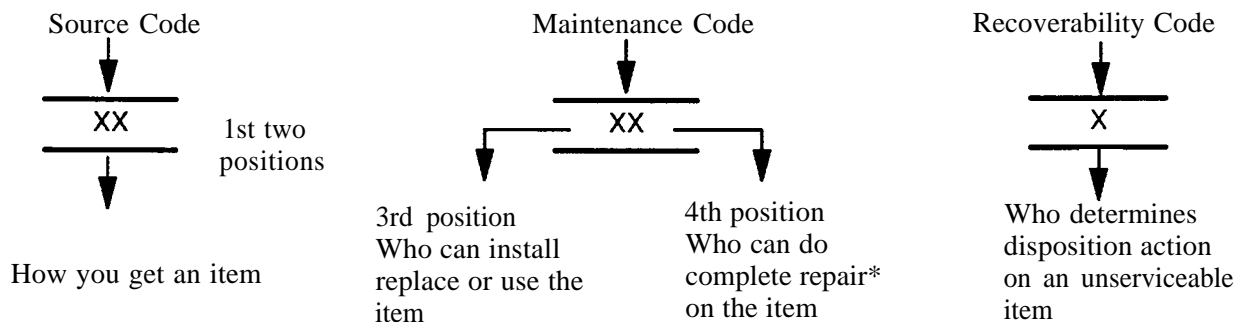 Source Code
XX
1st two
positions
How you get an item
Maintenance Code
XX
3rd position
Who can install
replace or use the
item
4th position
Who can do
complete repair*
on the item
Recoverability Code
X
Who determines
disposition action
on an unserviceable
item